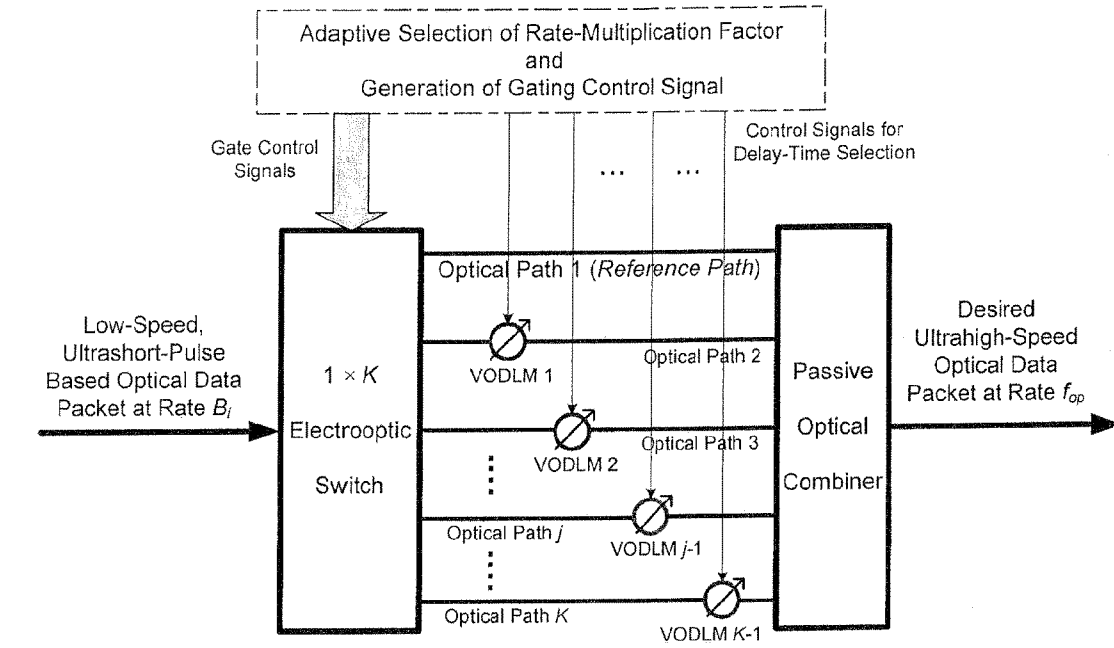 Adaptive Selection of Rate-Multiplication Factor
and
Generation of Gating Control Signal
Gate Control
Signals
Control Signals for
Delay-Time Selection
... ...
Optical Path 1 (Reference Path)
Low-Speed,
Ultrashort-Pulse
Based Optical Data
Packet at Rate Bi
1 × K
Electrooptic
Switch
VODLM 1
Optical Path 2
VODLM 2
Optical Path 3
Optical Path j
VODLM j-1
Optical Path K
VODLM K-1
Passive
Optical
Combiner
Desired
Ultrahigh-Speed
Optical Data
Packet at Rate fop